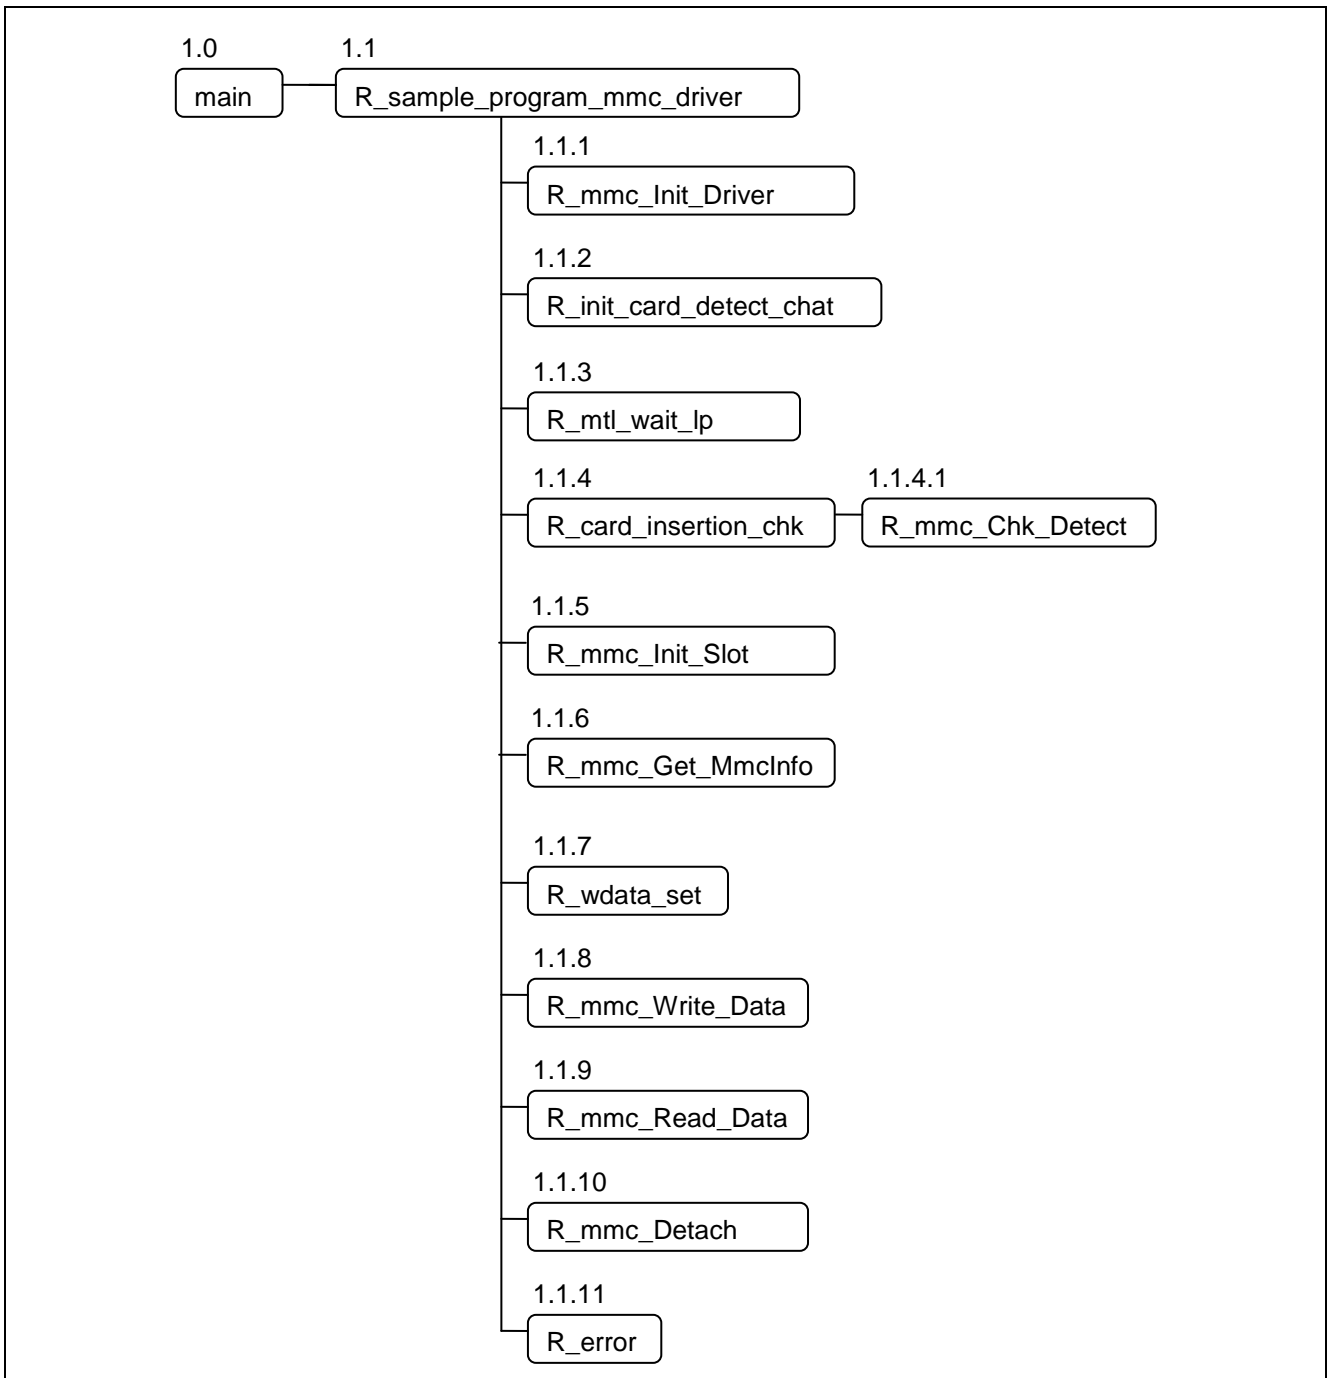 1.0 1.1
main R_sample_program_mmc_driver
1.1.1
R_mmc_Init_Driver
1.1.2
R_init_card_detect_chat
1.1.3
R_mtl_wait_lp
1.1.4 1.1.4.1
R_card_insertion_chk R_mmc_Chk_Detect
1.1.5
R_mmc_Init_Slot
1.1.6
R_mmc_Get_MmcInfo
1.1.7
R_wdata_set
1.1.8
R_mmc_Write_Data
1.1.9
R_mmc_Read_Data
1.1.10
R_mmc_Detach
1.1.11
R_error